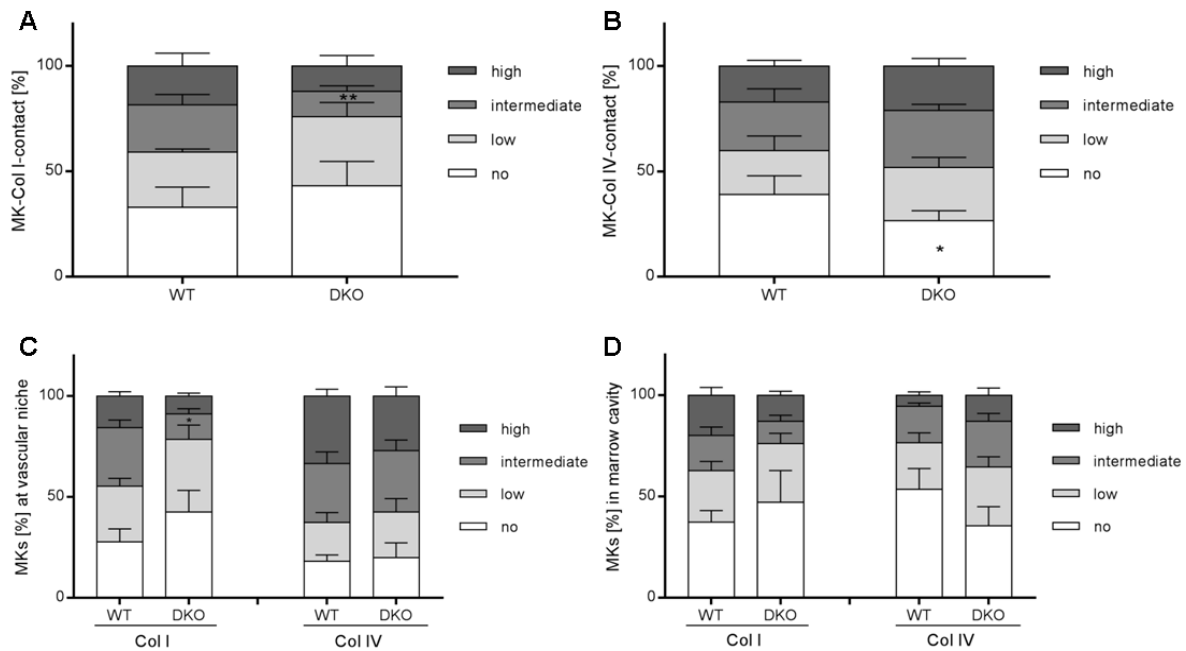 A
MK-Col I-contact [%]
100
50
0
**
WT
DKO
high
intermediate
low
no
B
MK-Col IV-contact [%]
100
50
0
*
WT
DKO
high
intermediate
low
no
C
MKs [%] at vascular niche
100
50
0
*
WT DKO WT DKO
Col I Col IV
high
intermediate
low
no
D
MKs [%] in marrow cavity
100
50
0
WT DKO WT DKO
Col I Col IV
high
intermediate
low
no